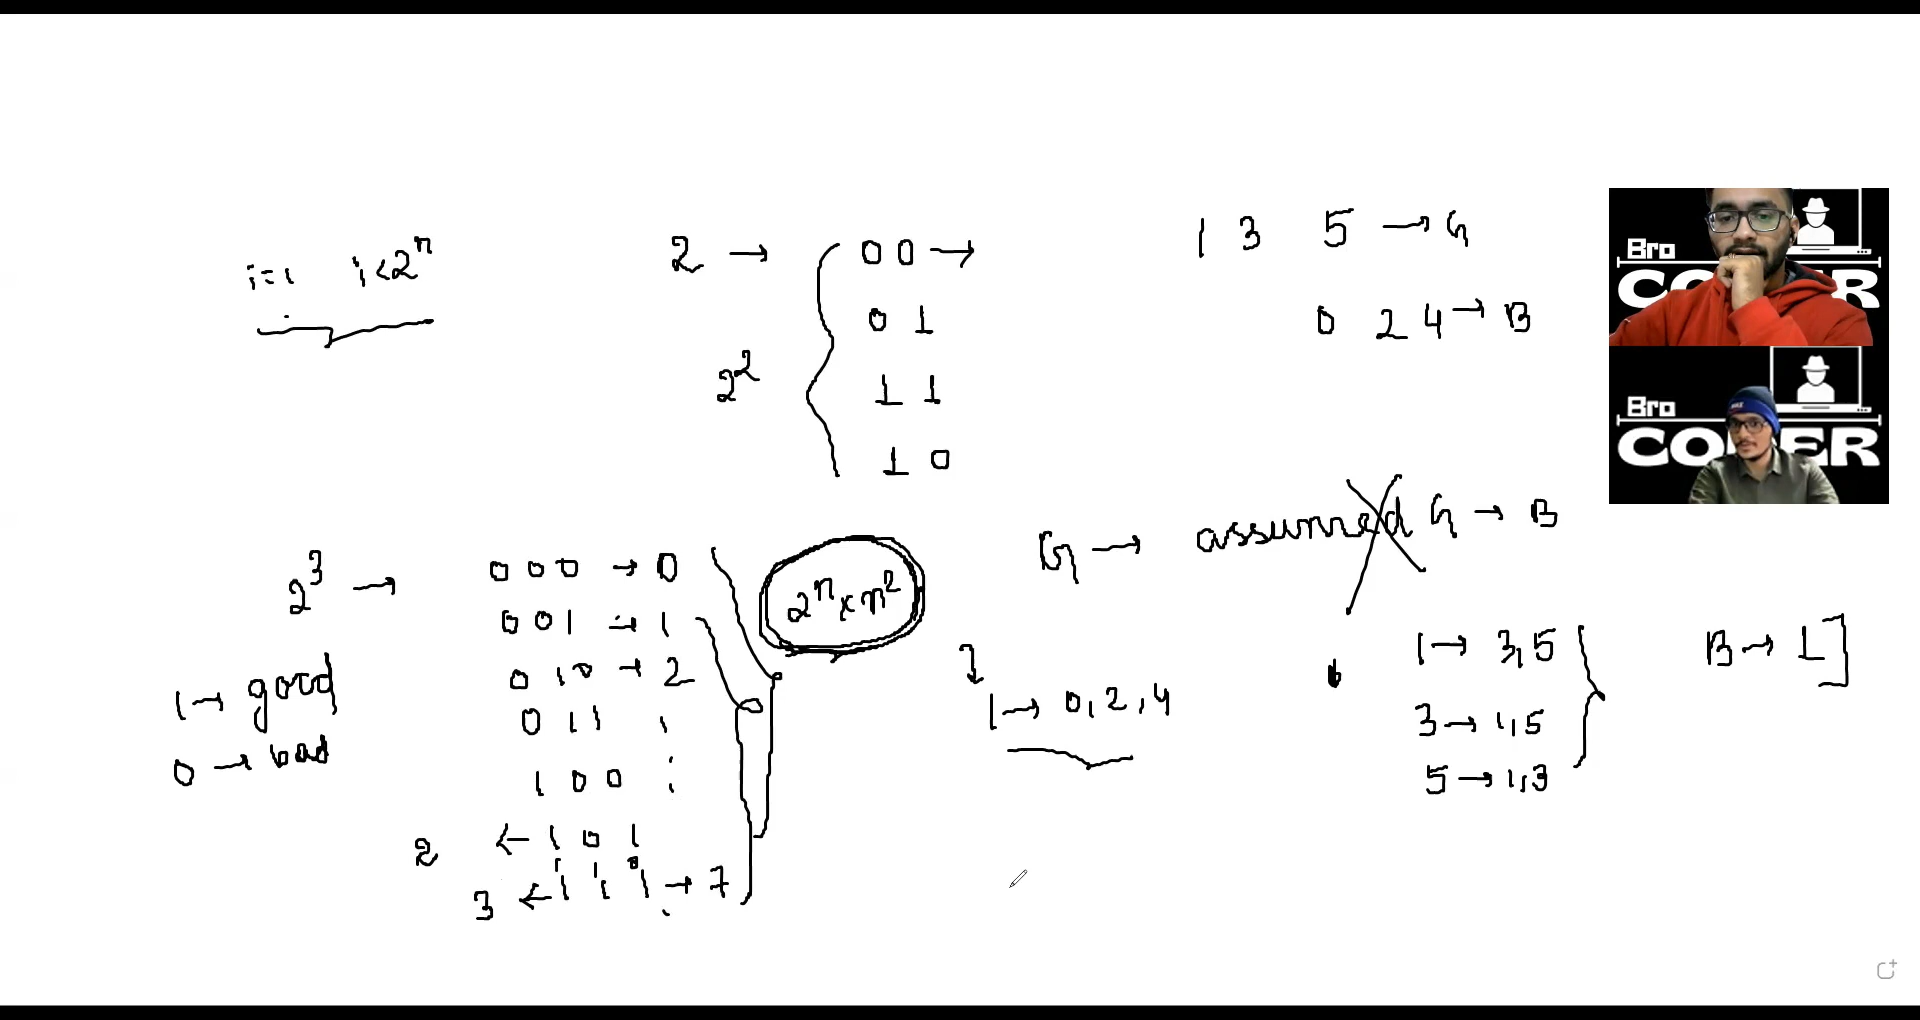 i=1 i<2^n
2 → 00 →
01
11
10
2^2
1 3 5 → G
0 2 4 → B
Bro
CODER
Bro
CODER
2^3 →
000 → 0
001 → 1
010 → 2
011
100
2 ← 101
3 ← 111 → 7
1 → good
0 → bad
2^n x n^2
G → assumed G → B
1 → 0, 2, 4
1 → 3, 5
3 → 1, 5
5 → 1, 3
B → 1]